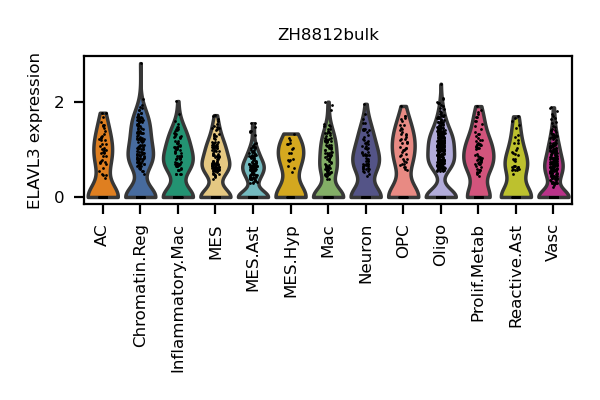 ZH8812bulk
ELAVL3 expression
2
0
AC
Chromatin.Reg
Inflammatory.Mac
MES
MES.Ast
MES.Hyp
Mac
Neuron
OPC
Oligo
Prolif.Metab
Reactive.Ast
Vasc